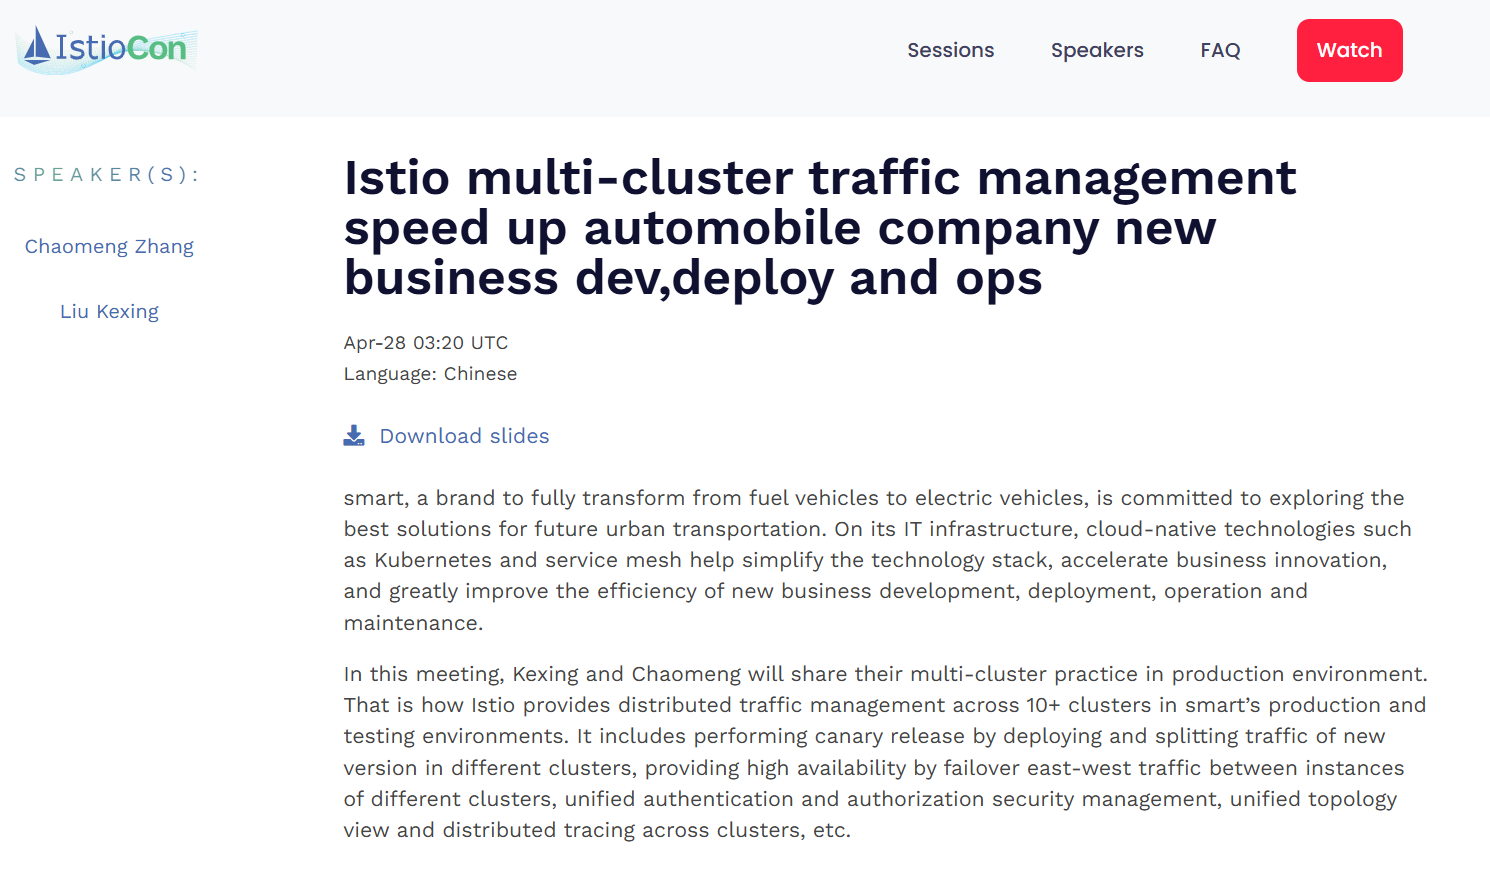 IstioCon
Sessions
Speakers
FAQ
Watch
SPEAKER(S):
Chaomeng Zhang
Liu Kexing
Istio multi-cluster traffic management
speed up automobile company new
business dev,deploy and ops
Apr-28 03:20 UTC
Language: Chinese
Download slides
smart, a brand to fully transform from fuel vehicles to electric vehicles, is committed to exploring the
best solutions for future urban transportation. On its IT infrastructure, cloud-native technologies such
as Kubernetes and service mesh help simplify the technology stack, accelerate business innovation,
and greatly improve the efficiency of new business development, deployment, operation and
maintenance.
In this meeting, Kexing and Chaomeng will share their multi-cluster practice in production environment.
That is how Istio provides distributed traffic management across 10+ clusters in smart’s production and
testing environments. It includes performing canary release by deploying and splitting traffic of new
version in different clusters, providing high availability by failover east-west traffic between instances
of different clusters, unified authentication and authorization security management, unified topology
view and distributed tracing across clusters, etc.